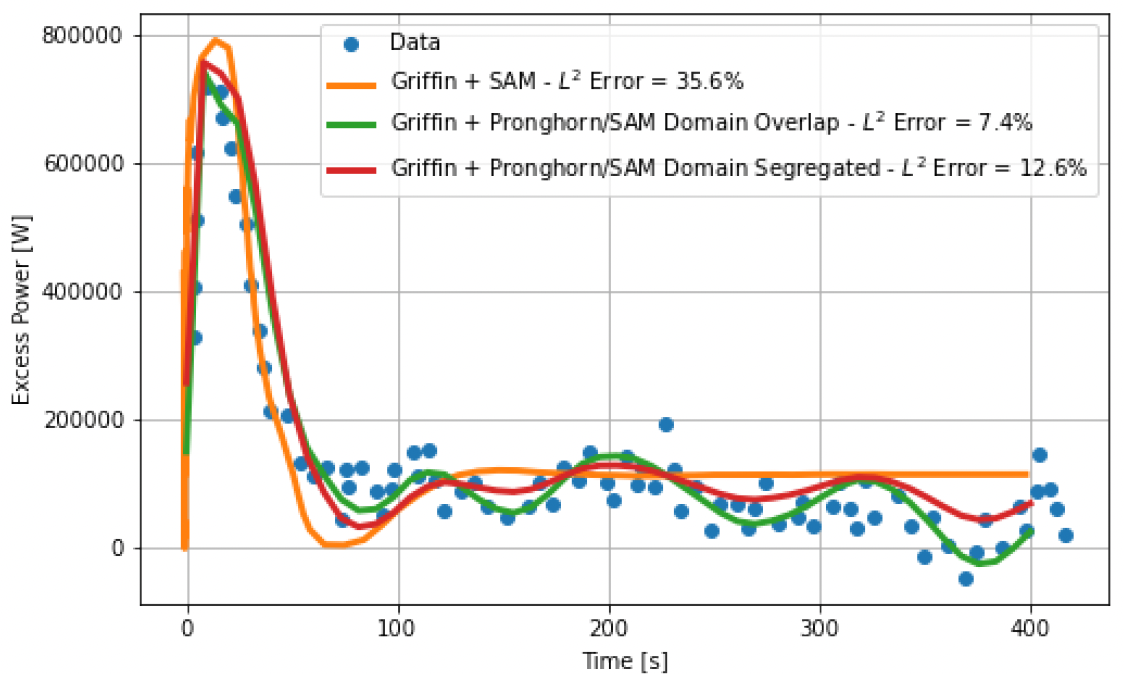 800000
600000
400000
200000
0
Excess Power [W]
Data
Griffin + SAM - L² Error = 35.6%
Griffin + Pronghorn/SAM Domain Overlap - L² Error = 7.4%
Griffin + Pronghorn/SAM Domain Segregated - L² Error = 12.6%
0 100 200 300 400
Time [s]